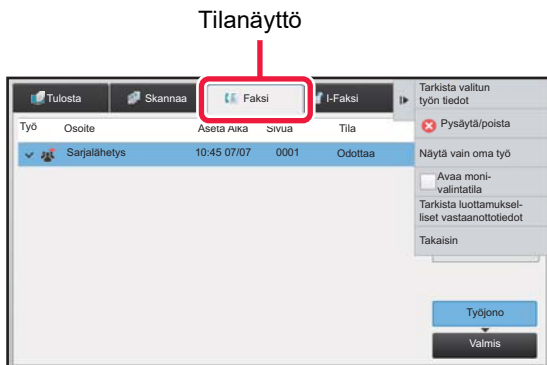 Tilanäyttö
Tulosta
Skannaa
Faksi
I-Faksi
Tarkista valitun
työn tiedot
Pysäytä/poista
Näytä vain oma työ
Avaa moni-
valintatila
Tarkista luottamuksel-
liset vastaanottotiedot
Takaisin
Työ Osoite Aseta Aika Sivua Tila
Sarjalähetys 10:45 07/07 0001 Odottaa
Työjono
Valmis